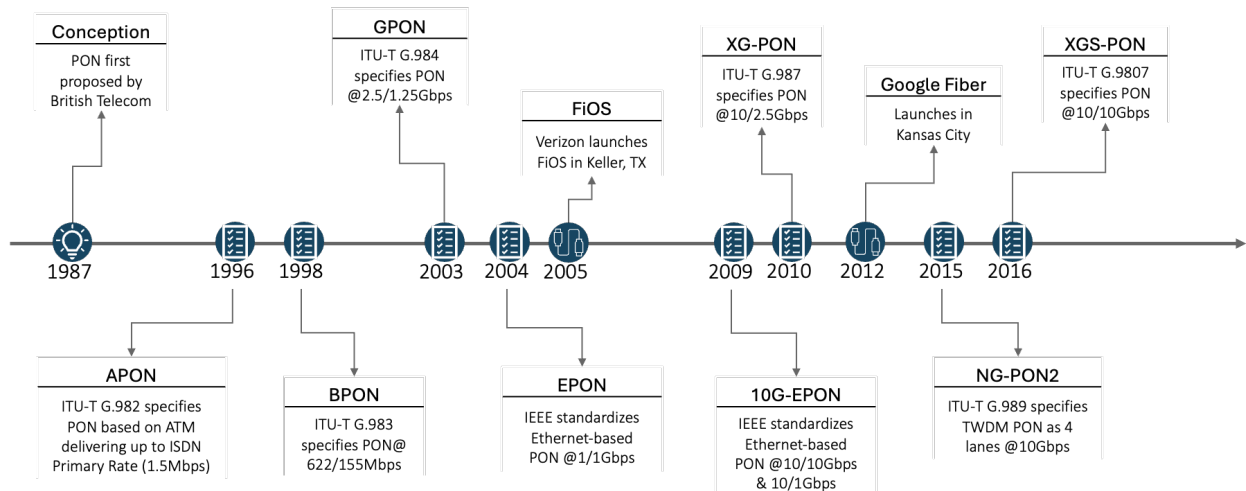 Conception
PON first
proposed by
British Telecom
GPON
ITU-T G.984
specifies PON
@2.5/1.25Gbps
FiOS
Verizon launches
FiOS in Keller, TX
XG-PON
ITU-T G.987
specifies PON
@10/2.5Gbps
Google Fiber
Launches in
Kansas City
XGS-PON
ITU-T G.9807
specifies PON
@10/10Gbps
1987
1996
1998
2003
2004
2005
2009
2010
2012
2015
2016
APON
ITU-T G.982 specifies
PON based on ATM
delivering up to ISDN
Primary Rate (1.5Mbps)
BPON
ITU-T G.983
specifies PON@
622/155Mbps
EPON
IEEE standardizes
Ethernet-based
PON @1/1Gbps
10G-EPON
IEEE standardizes
Ethernet-based
PON @10/10Gbps
& 10/1Gbps
NG-PON2
ITU-T G.989 specifies
TWDM PON as 4
lanes @10Gbps